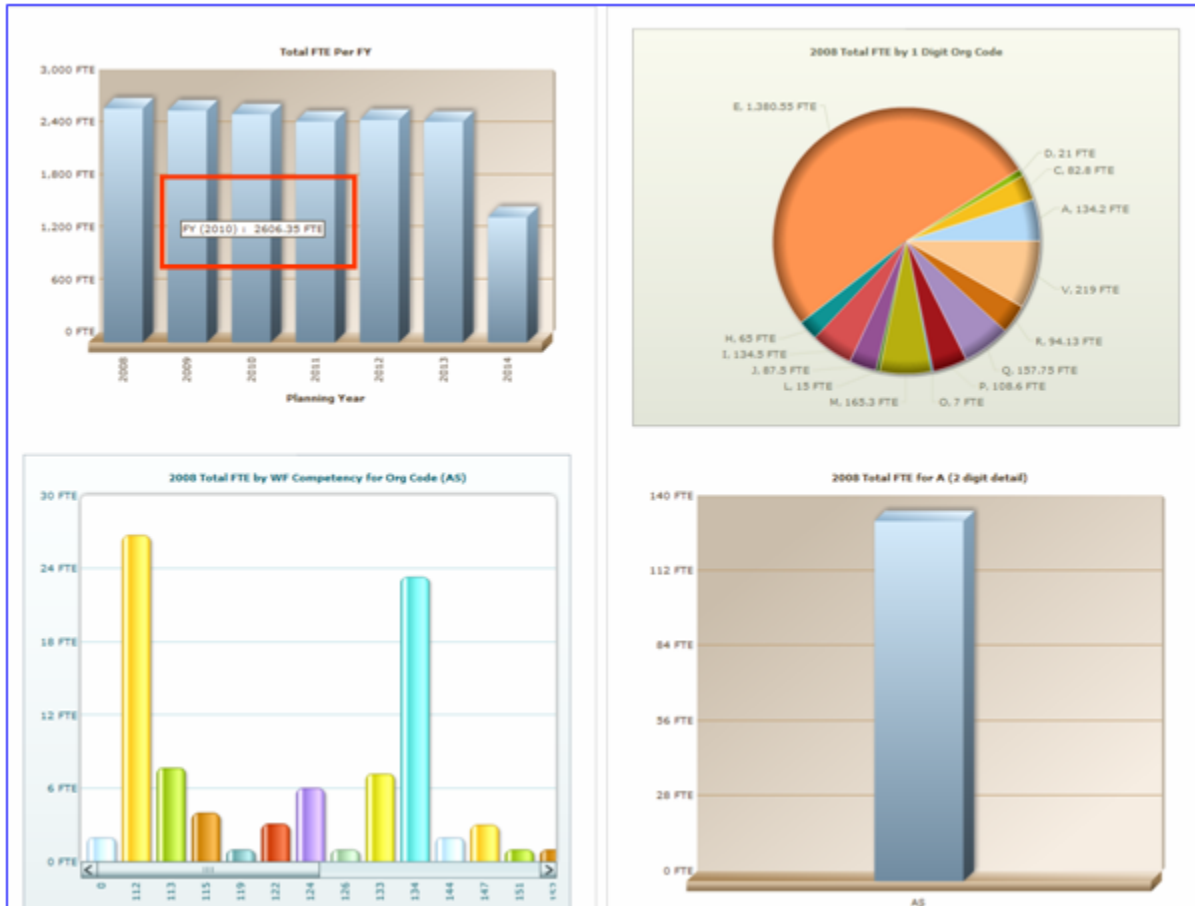 Total FTE Per FY
3,000 FTE
2,400 FTE
1,800 FTE
1,200 FTE
600 FTE
0 FTE
FY (2010) : 2606.35 FTE
2008
2009
2010
2011
2012
2013
2014
Planning Year
2008 Total FTE by 1 Digit Org Code
E, 1,380.55 FTE
D, 21 FTE
C, 82.8 FTE
A, 134.2 FTE
V, 219 FTE
R, 94.13 FTE
Q, 157.75 FTE
P, 108.6 FTE
O, 7 FTE
M, 165.3 FTE
L, 15 FTE
J, 87.5 FTE
I, 134.5 FTE
H, 65 FTE
2008 Total FTE by WF Competency for Org Code (AS)
30 FTE
24 FTE
18 FTE
12 FTE
6 FTE
0 FTE
0
112
113
115
119
122
124
126
133
134
144
147
151
2008 Total FTE for A (2 digit detail)
140 FTE
112 FTE
84 FTE
56 FTE
28 FTE
0 FTE
AS